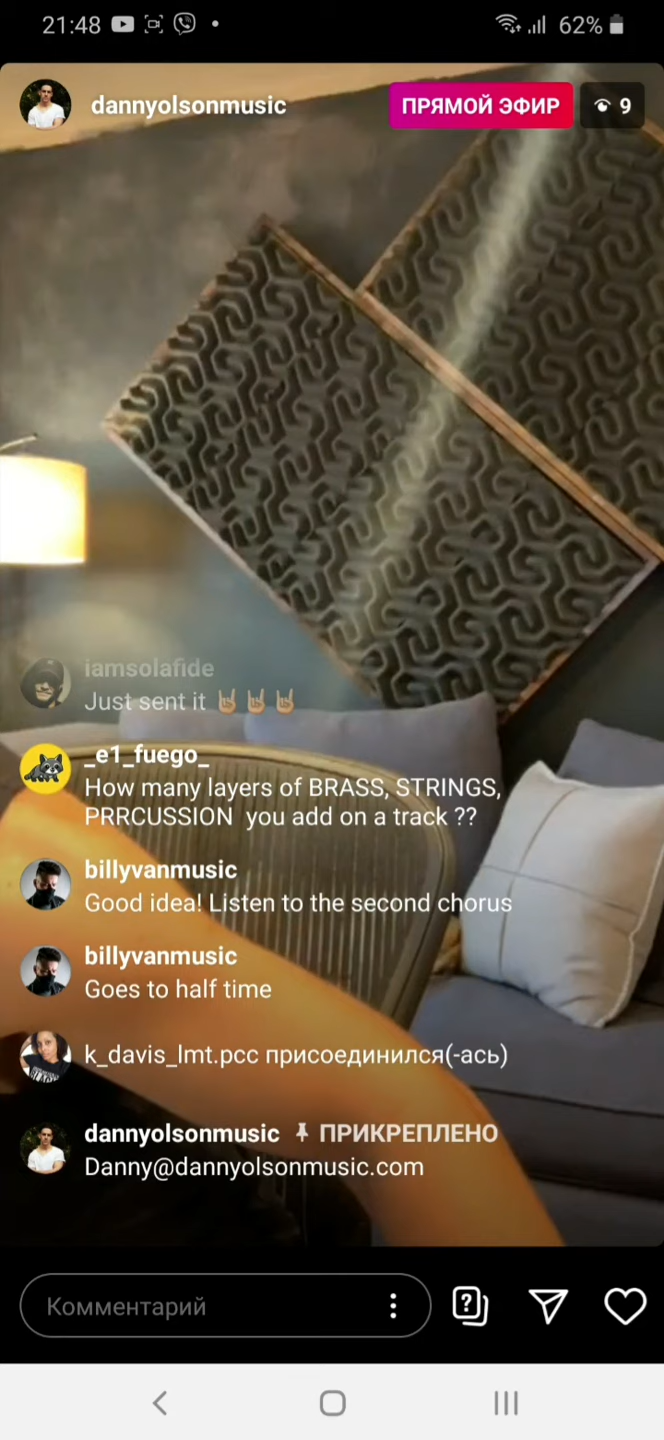 21:48
62%
dannyolsonmusic
ПРЯМОЙ ЭФИР
9
iamsolafide
Just sent it 🤘🏼🤘🏼🤘🏼
_e1_fuego_
How many layers of BRASS, STRINGS,
PRRCUSSION you add on a track ??
billyvanmusic
Good idea! Listen to the second chorus
billyvanmusic
Goes to half time
k_davis_lmt.pcc присоединился(-ась)
dannyolsonmusic ПРИКРЕПЛЕНО
Danny@dannyolsonmusic.com
Комментарий